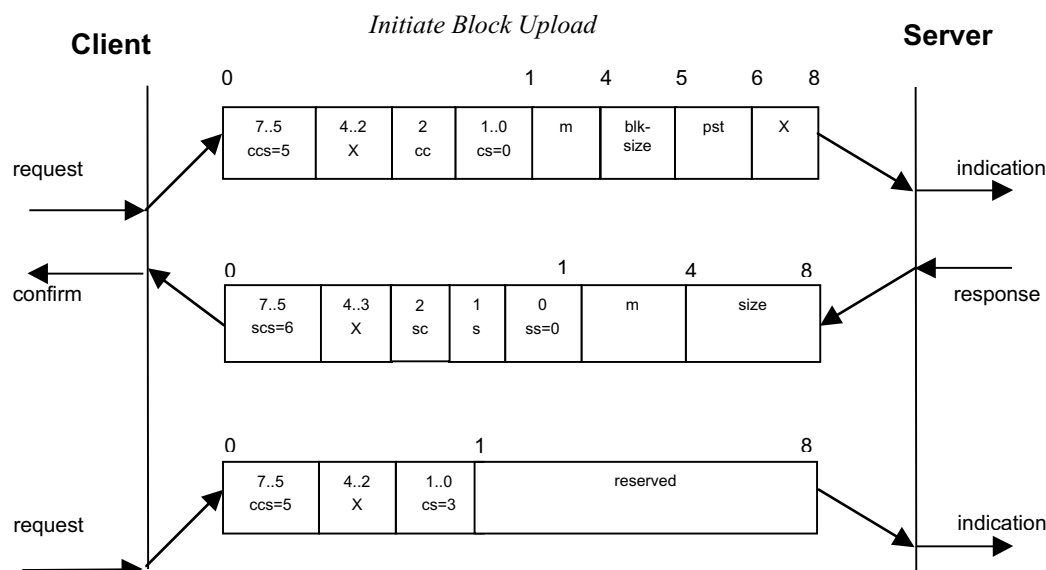 Initiate Block Upload
Client
Server
0 1 4 5 6 8
7..5 4..2 2 1..0 m blk- pst X
ccs=5 X cc cs=0 size
request
indication
0 1 4 8
7..5 4..3 2 1 0 m size
scs=6 X sc s ss=0
confirm
response
0 1 8
7..5 4..2 1..0 reserved
ccs=5 X cs=3
request
indication